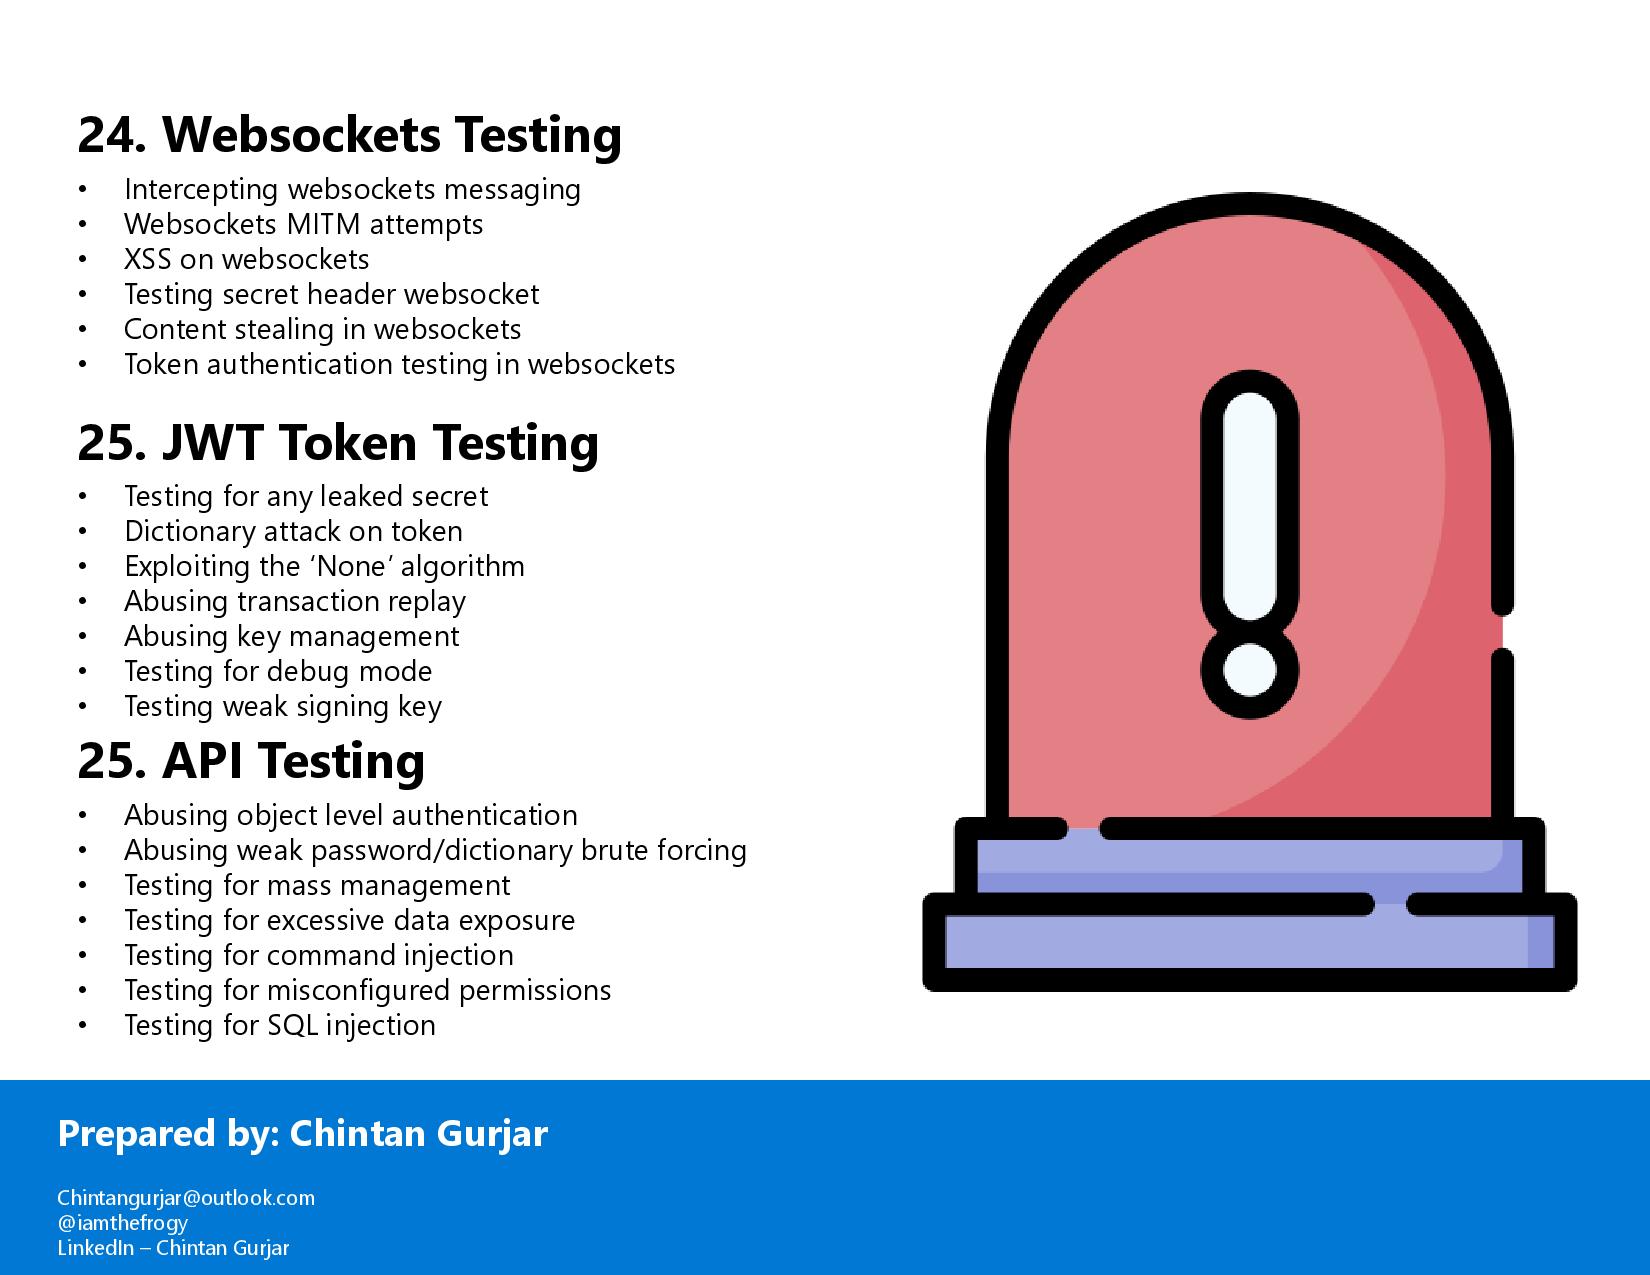 24. Websockets Testing
• Intercepting websockets messaging
• Websockets MITM attempts
• XSS on websockets
• Testing secret header websocket
• Content stealing in websockets
• Token authentication testing in websockets
25. JWT Token Testing
• Testing for any leaked secret
• Dictionary attack on token
• Exploiting the ‘None’ algorithm
• Abusing transaction replay
• Abusing key management
• Testing for debug mode
• Testing weak signing key
25. API Testing
• Abusing object level authentication
• Abusing weak password/dictionary brute forcing
• Testing for mass management
• Testing for excessive data exposure
• Testing for command injection
• Testing for misconfigured permissions
• Testing for SQL injection
Prepared by: Chintan Gurjar
Chintangurjar@outlook.com
@iamthefrogy
LinkedIn – Chintan Gurjar